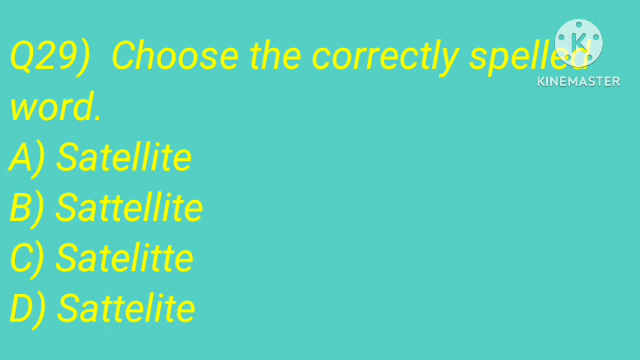 Q29)  Choose the correctly spelled
word.
A) Satellite
B) Sattellite
C) Satelitte
D) Sattelite
K
KINEMASTER